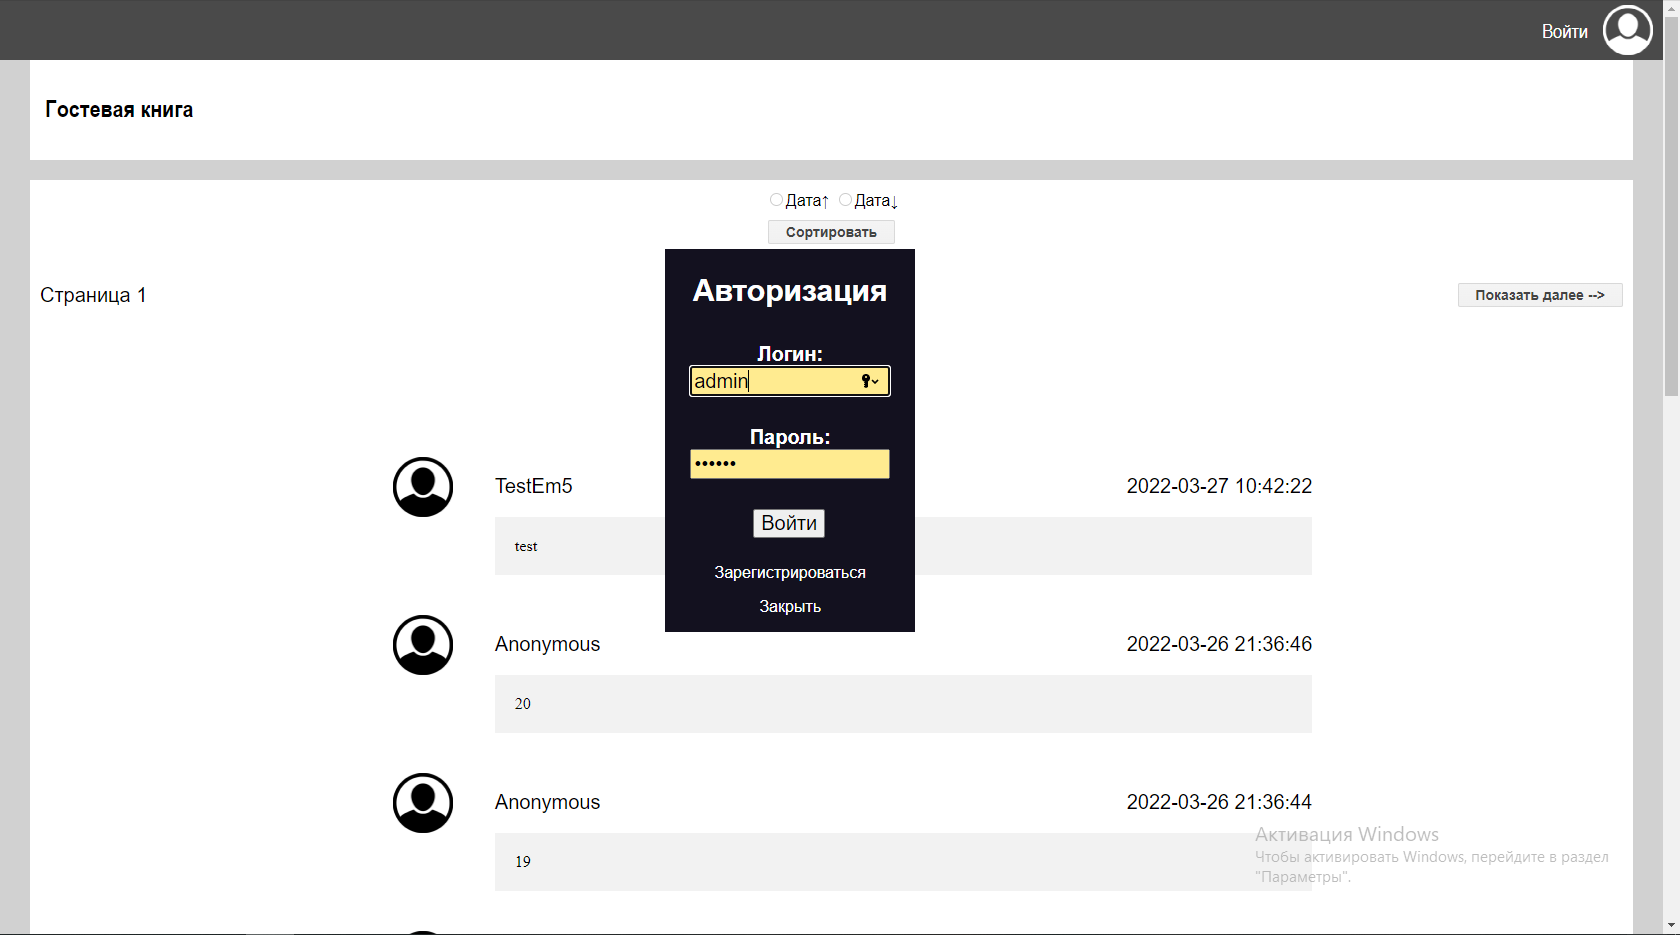 Войти
Гостевая книга
Дата↑ Дата↓
Сортировать
Авторизация
Страница 1
Показать далее -->
Логин:
admin
Пароль:
••••••
Войти
Зарегистрироваться
Закрыть
TestEm5 2022-03-27 10:42:22
test
Anonymous 2022-03-26 21:36:46
20
Anonymous 2022-03-26 21:36:44
19
Активация Windows
Чтобы активировать Windows, перейдите в раздел
"Параметры".